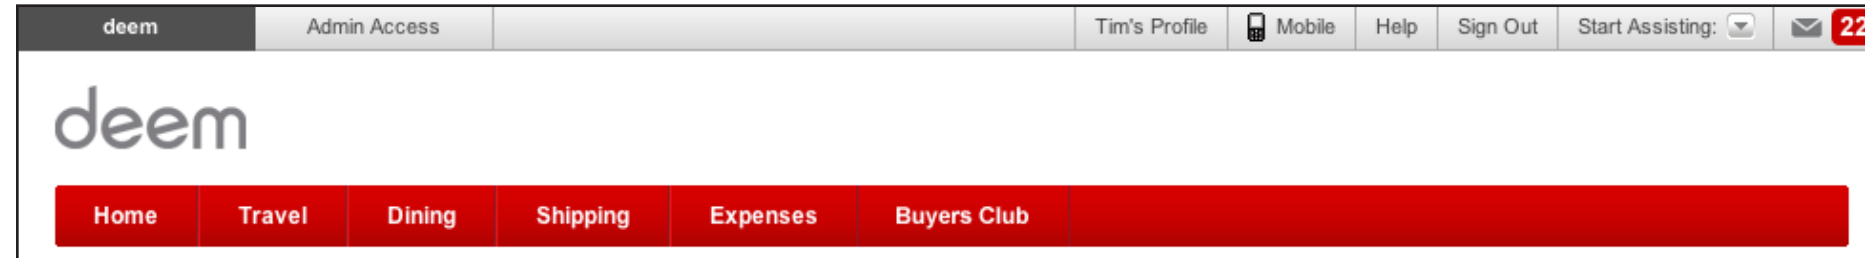 deem Admin Access Tim's Profile Mobile Help Sign Out Start Assisting: 22
deem
Home Travel Dining Shipping Expenses Buyers Club